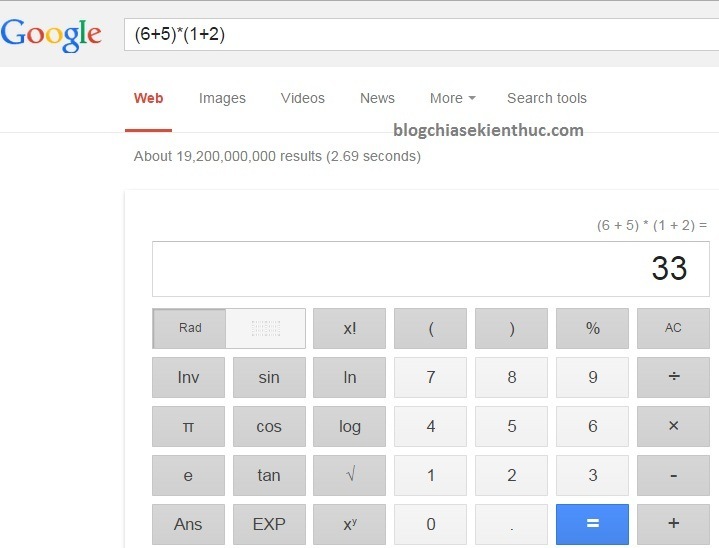 Google (6+5)*(1+2)
Web Images Videos News More Search tools
blogchiasekienthuc.com
About 19,200,000,000 results (2.69 seconds)
(6 + 5) * (1 + 2) =
33
Rad x! ( ) % AC
Inv sin ln 7 8 9 ÷
π cos log 4 5 6 ×
e tan √ 1 2 3 -
Ans EXP xʸ 0 . = +